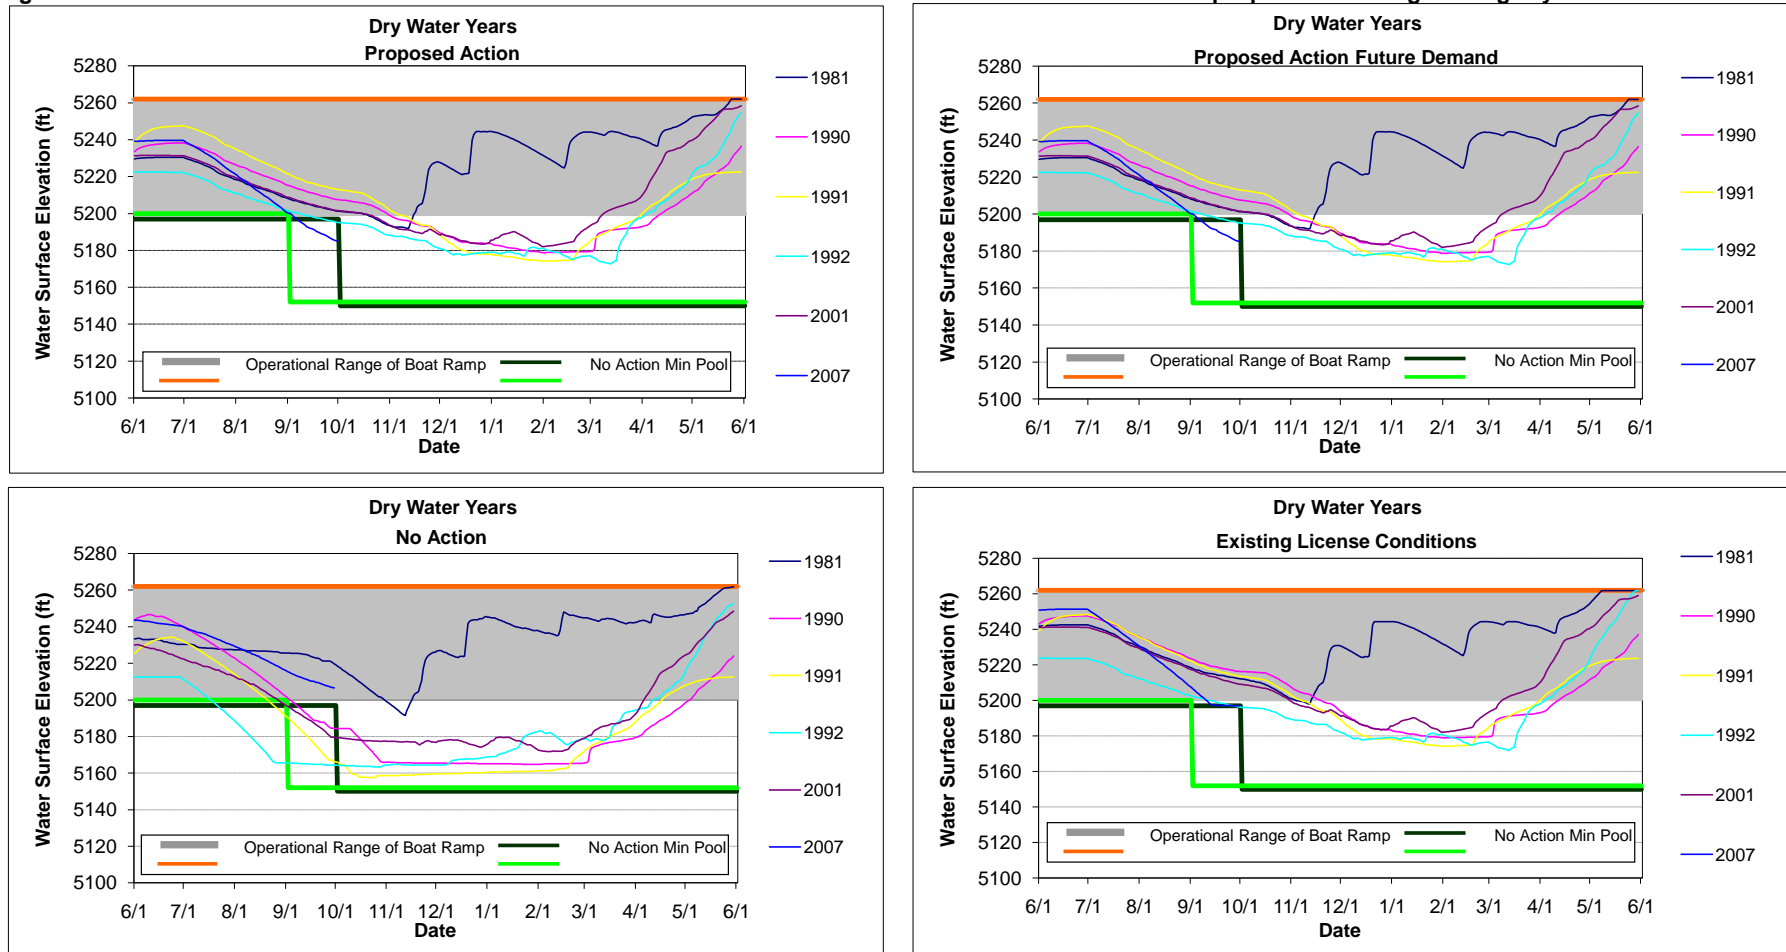 Dry Water Years
Proposed Action
Water Surface Elevation (ft)
5280
5260
5240
5220
5200
5180
5160
5140
5120
5100
6/1 7/1 8/1 9/1 10/1 11/1 12/1 1/1 2/1 3/1 4/1 5/1 6/1
Date
Operational Range of Boat Ramp No Action Min Pool
1981
1990
1991
1992
2001
2007
Dry Water Years
Proposed Action Future Demand
Water Surface Elevation (ft)
5280
5260
5240
5220
5200
5180
5160
5140
5120
5100
6/1 7/1 8/1 9/1 10/1 11/1 12/1 1/1 2/1 3/1 4/1 5/1 6/1
Date
Operational Range of Boat Ramp No Action Min Pool
1981
1990
1991
1992
2001
2007
Dry Water Years
No Action
Water Surface Elevation (ft)
5280
5260
5240
5220
5200
5180
5160
5140
5120
5100
6/1 7/1 8/1 9/1 10/1 11/1 12/1 1/1 2/1 3/1 4/1 5/1 6/1
Date
Operational Range of Boat Ramp No Action Min Pool
1981
1990
1991
1992
2001
2007
Dry Water Years
Existing License Conditions
Water Surface Elevation (ft)
5280
5260
5240
5220
5200
5180
5160
5140
5120
5100
6/1 7/1 8/1 9/1 10/1 11/1 12/1 1/1 2/1 3/1 4/1 5/1 6/1
Date
Operational Range of Boat Ramp No Action Min Pool
1981
1990
1991
1992
2001
2007